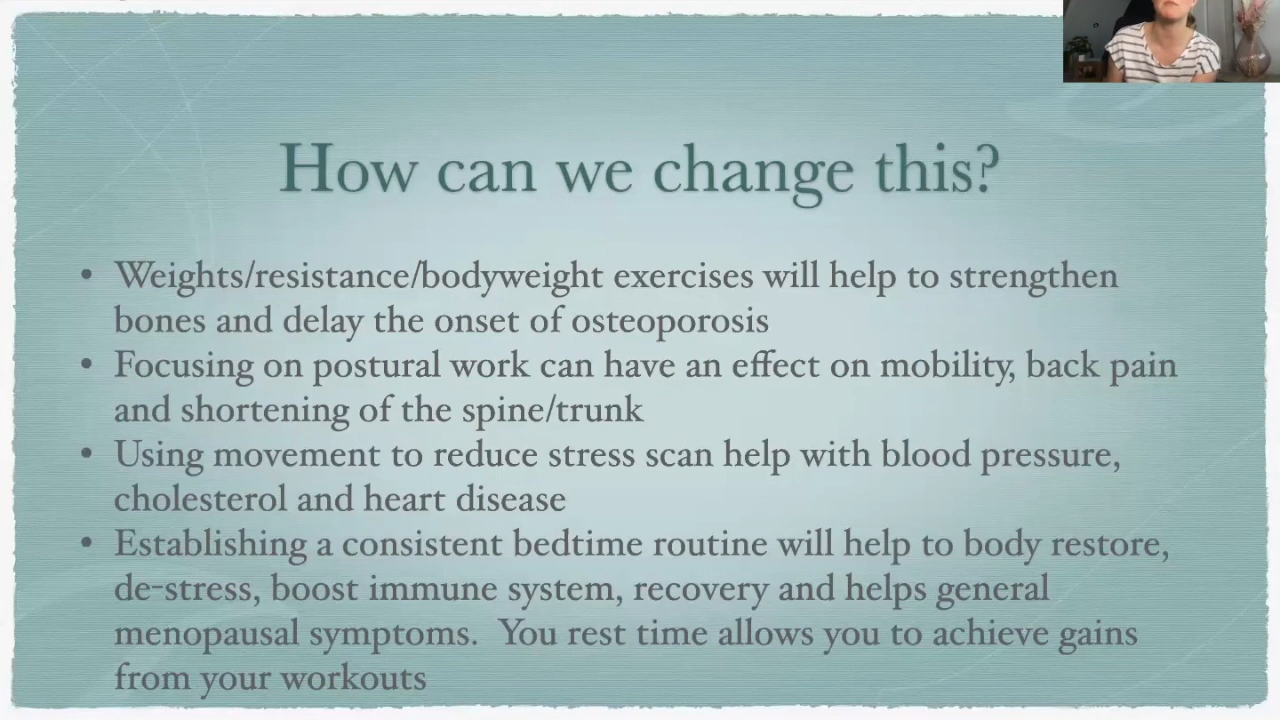 How can we change this?
• Weights/resistance/bodyweight exercises will help to strengthen
bones and delay the onset of osteoporosis
• Focusing on postural work can have an effect on mobility, back pain
and shortening of the spine/trunk
• Using movement to reduce stress scan help with blood pressure,
cholesterol and heart disease
• Establishing a consistent bedtime routine will help to body restore,
de-stress, boost immune system, recovery and helps general
menopausal symptoms.  You rest time allows you to achieve gains
from your workouts